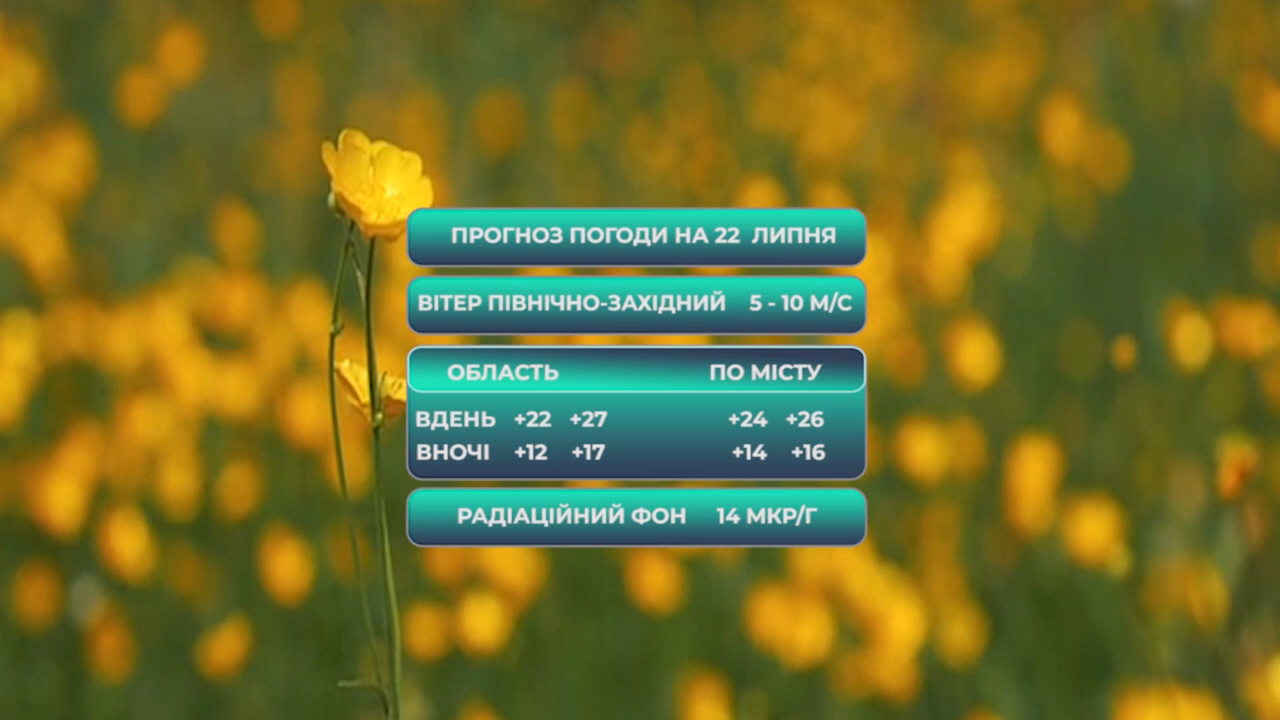 ПРОГНОЗ ПОГОДИ НА 22 ЛИПНЯ
ВІТЕР ПІВНІЧНО-ЗАХІДНИЙ 5 - 10 М/С
ОБЛАСТЬ ПО МІСТУ
ВДЕНЬ +22 +27 +24 +26
ВНОЧІ +12 +17 +14 +16
РАДІАЦІЙНИЙ ФОН 14 МКР/Г